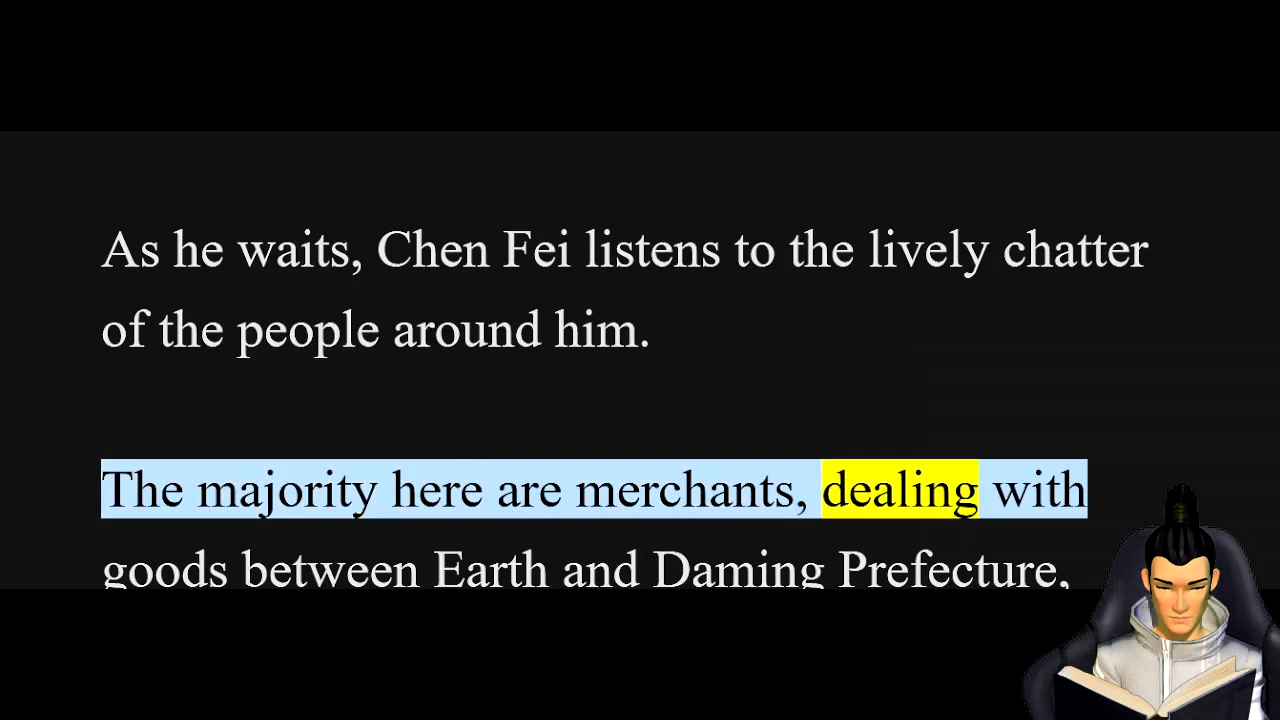 As he waits, Chen Fei listens to the lively chatter
of the people around him.
The majority here are merchants, dealing with
goods between Earth and Daming Prefecture,